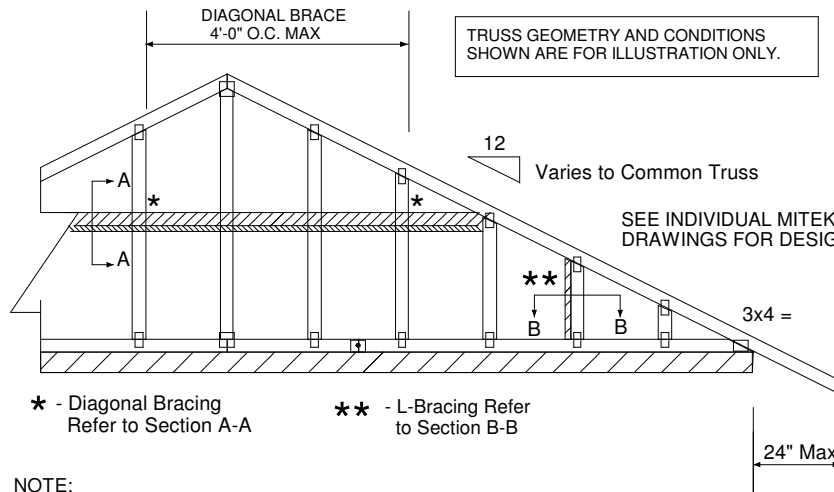 DIAGONAL BRACE
4'-0" O.C. MAX
TRUSS GEOMETRY AND CONDITIONS
SHOWN ARE FOR ILLUSTRATION ONLY.
12
Varies to Common Truss
A
*
*
SEE INDIVIDUAL MITEK
DRAWINGS FOR DESIG
A
**
B
B
3x4 =
* - Diagonal Bracing
Refer to Section A-A
** - L-Bracing Refer
to Section B-B
24" Max
NOTE: